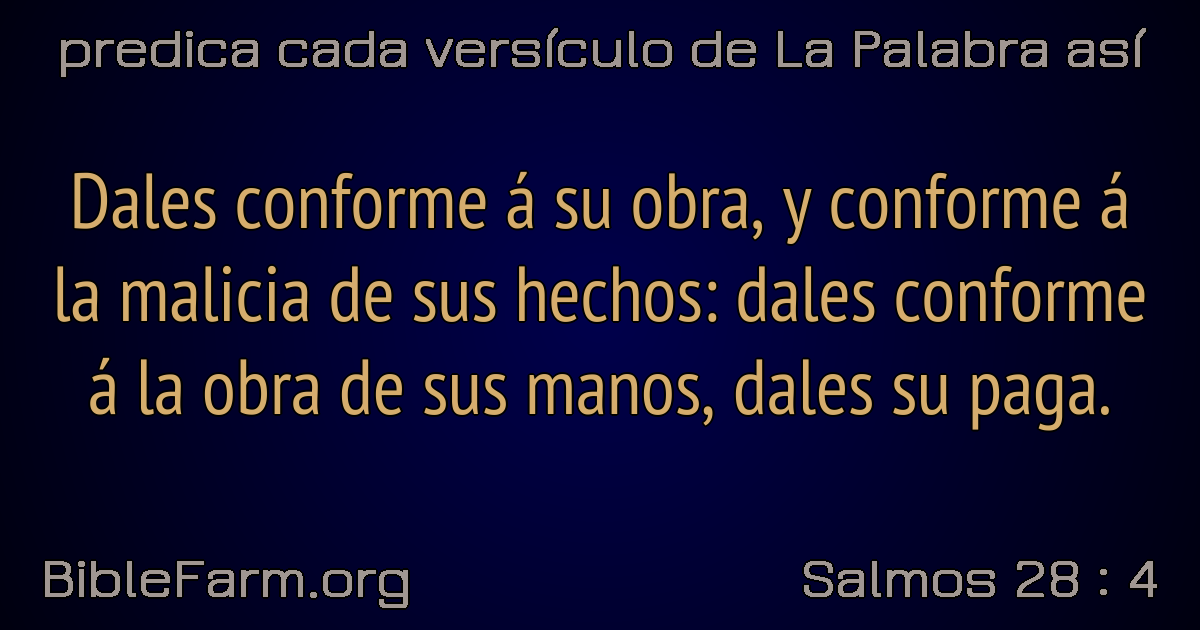 predica cada versículo de La Palabra así
Dales conforme á su obra, y conforme á
la malicia de sus hechos: dales conforme
á la obra de sus manos, dales su paga.
BibleFarm.org
Salmos 28 : 4